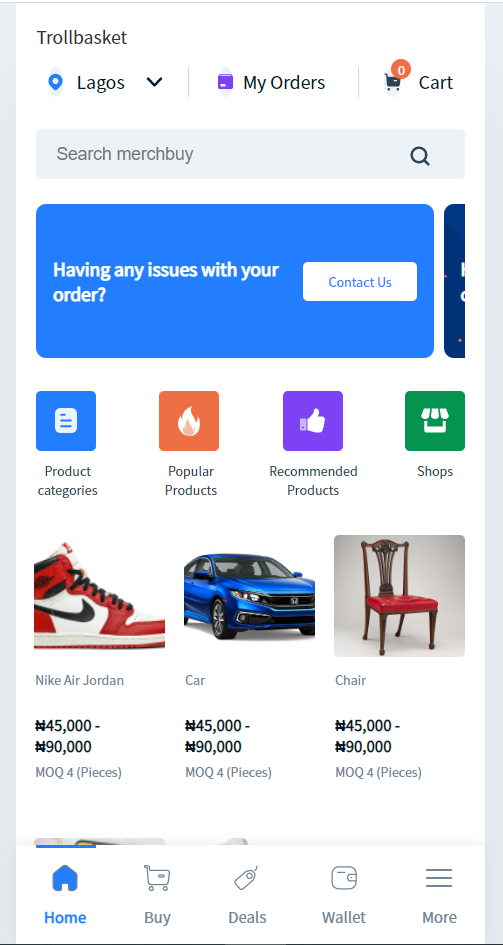 Trollbasket
Lagos
My Orders
0
Cart
Search merchbuy
Having any issues with your
order?
Contact Us
Product
categories
Popular
Products
Recommended
Products
Shops
Nike Air Jordan
Car
Chair
₦45,000 -
₦90,000
₦45,000 -
₦90,000
₦45,000 -
₦90,000
MOQ 4 (Pieces)
MOQ 4 (Pieces)
MOQ 4 (Pieces)
Home
Buy
Deals
Wallet
More